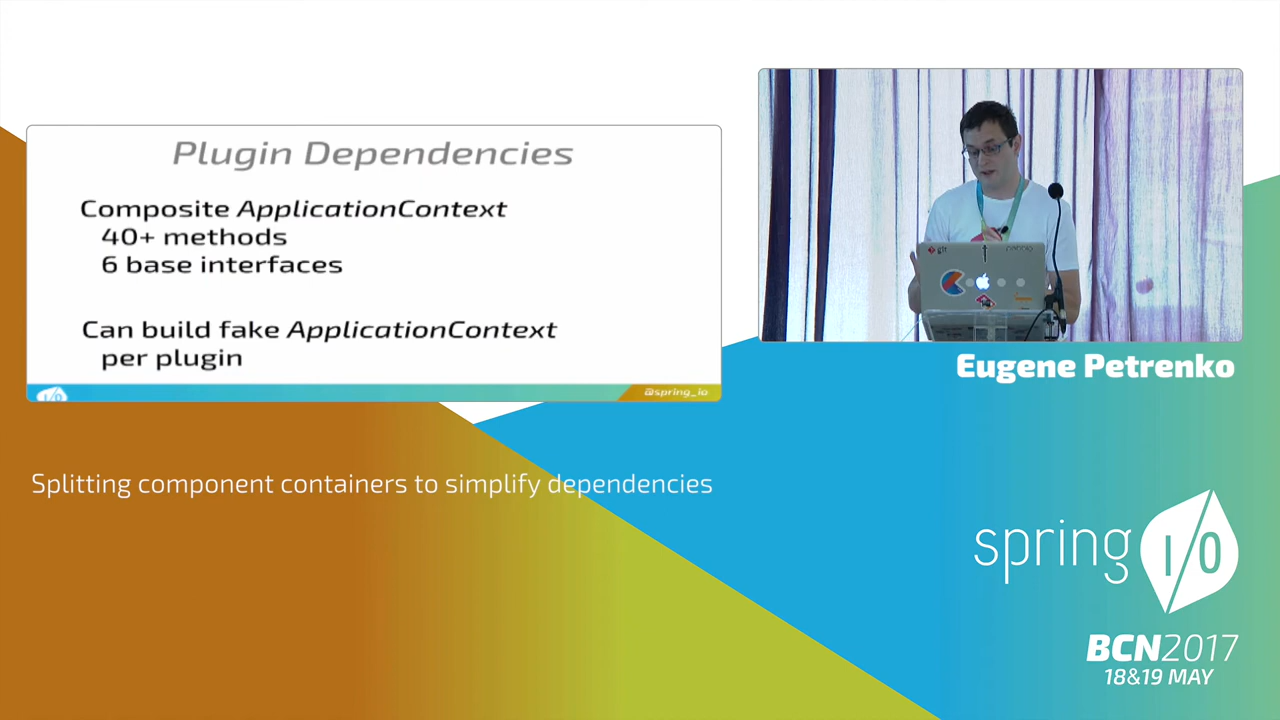 Plugin Dependencies
Composite ApplicationContext
40+ methods
6 base interfaces
Can build fake ApplicationContext
per plugin
I/O
@spring_io
git
Eugene Petrenko
Splitting component containers to simplify dependencies
spring I/O
BCN2017
18&19 MAY